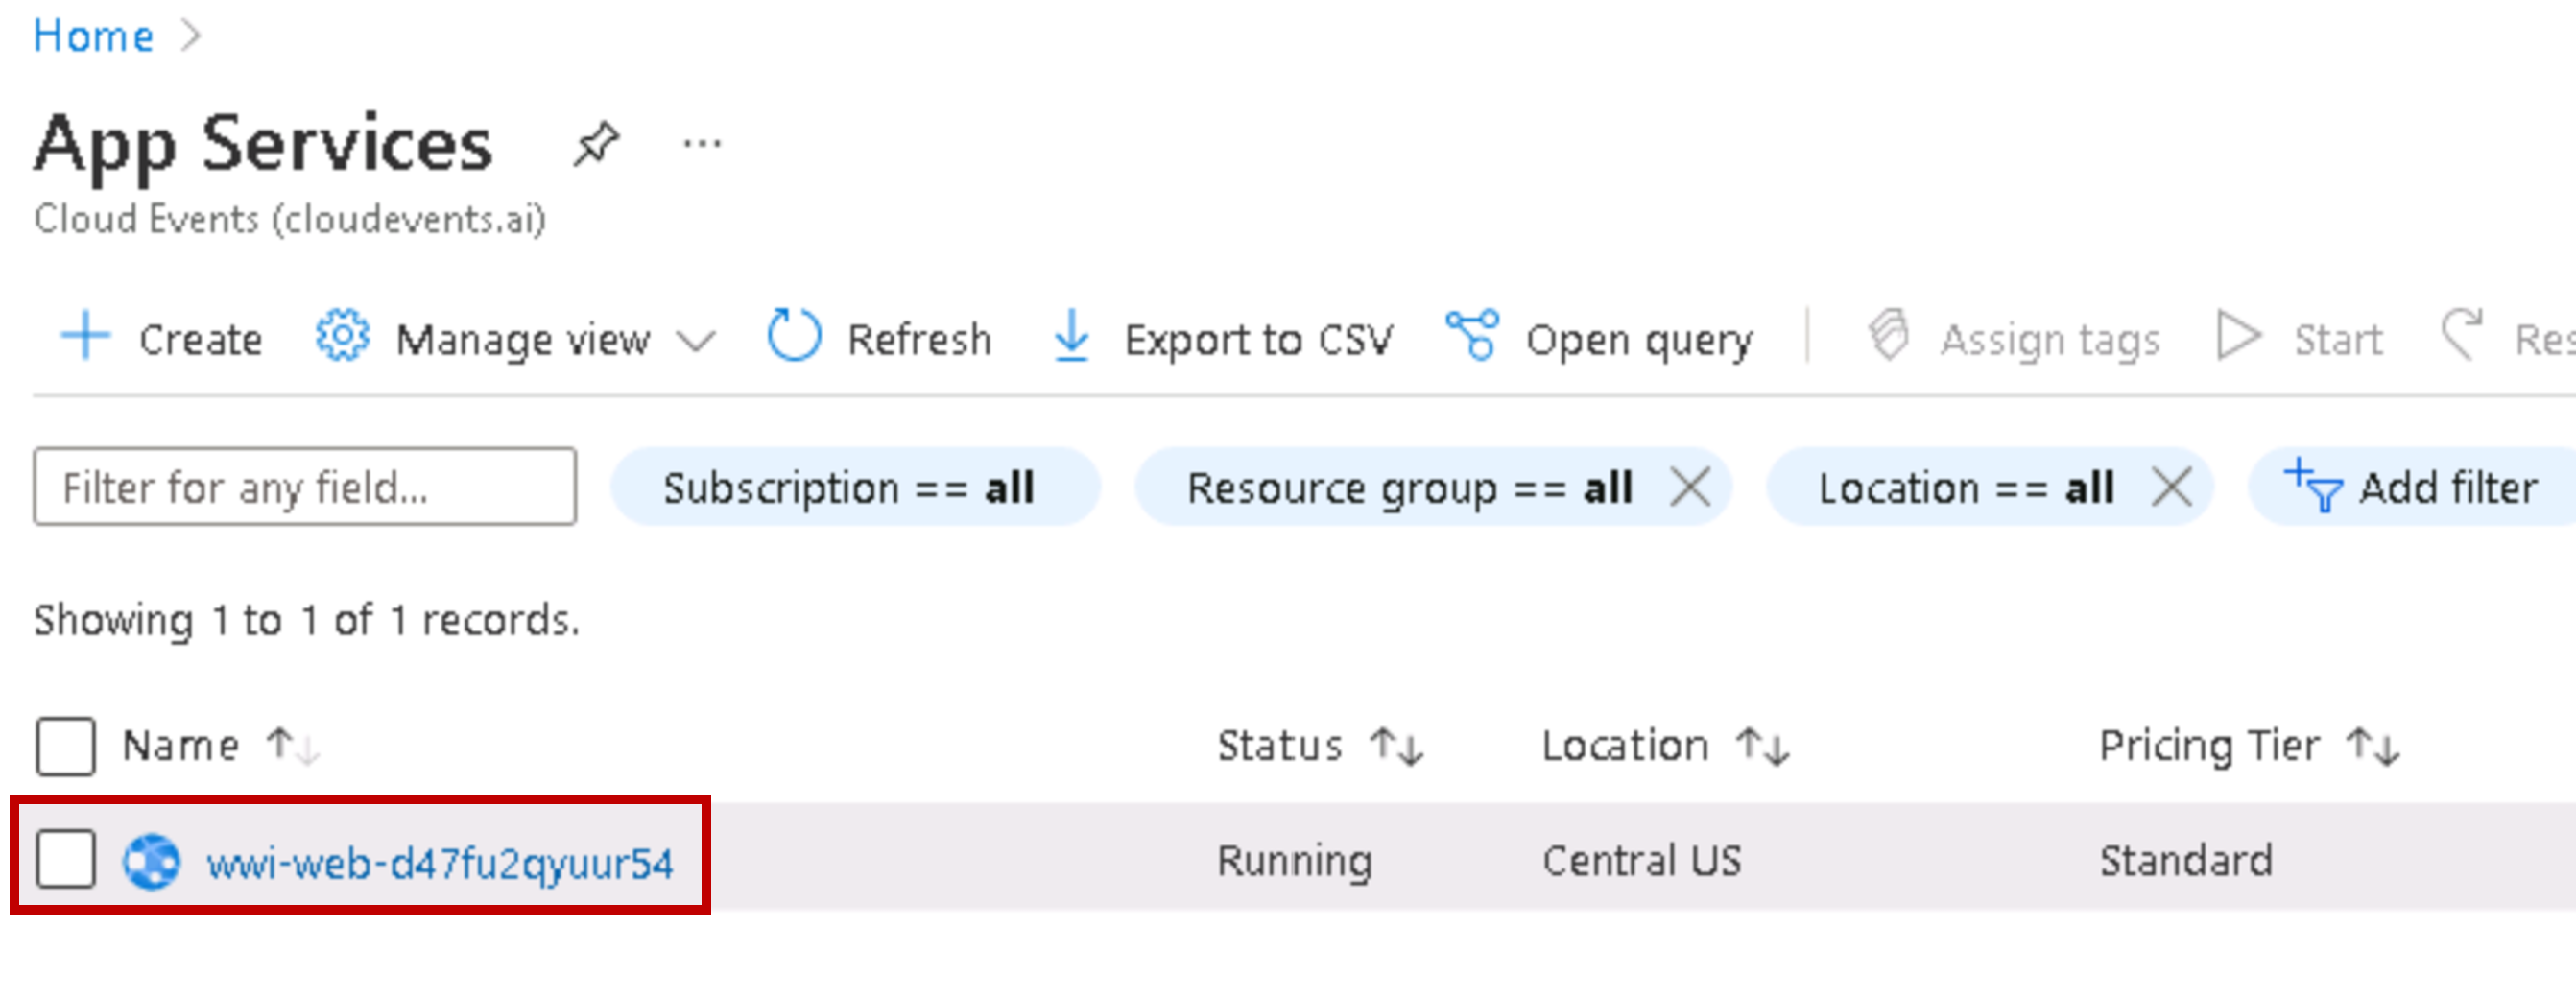 Home
App Services ...
Cloud Events (cloudevents.ai)
Create Manage view Refresh Export to CSV Open query Assign tags Start Res
Filter for any field... Subscription == all Resource group == all Location == all Add filter
Showing 1 to 1 of 1 records.
Name Status Location Pricing Tier
wwi-web-d47fu2qyuur54 Running Central US Standard